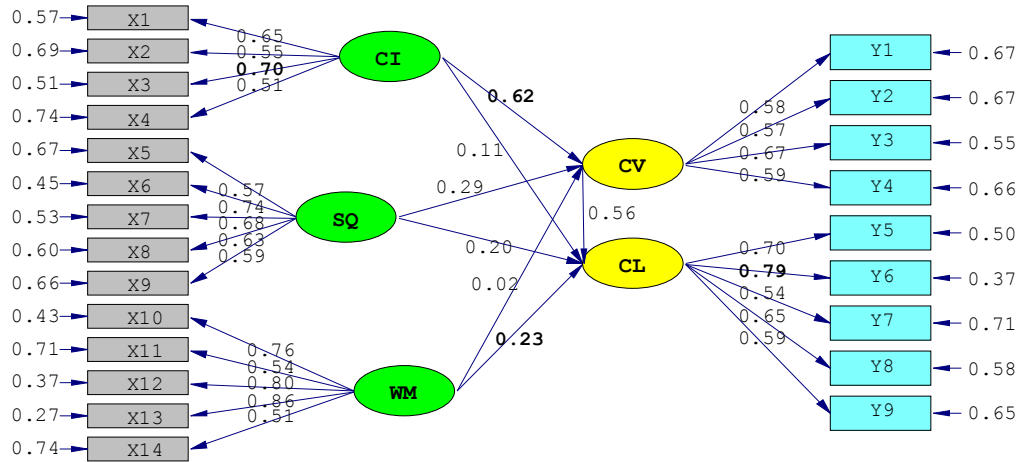 0.57 X1
0.69 X2
0.51 X3
0.74 X4
0.67 X5
0.45 X6
0.53 X7
0.60 X8
0.66 X9
0.43 X10
0.71 X11
0.37 X12
0.27 X13
0.74 X14
0.65
0.55
0.70
0.51
0.57
0.74
0.68
0.63
0.59
0.76
0.54
0.80
0.86
0.51
CI
SQ
WM
0.62
0.11
0.29
0.20
0.02
0.23
0.56
CV
CL
0.58
0.57
0.67
0.59
0.70
0.79
0.54
0.65
0.59
Y1 0.67
Y2 0.67
Y3 0.55
Y4 0.66
Y5 0.50
Y6 0.37
Y7 0.71
Y8 0.58
Y9 0.65